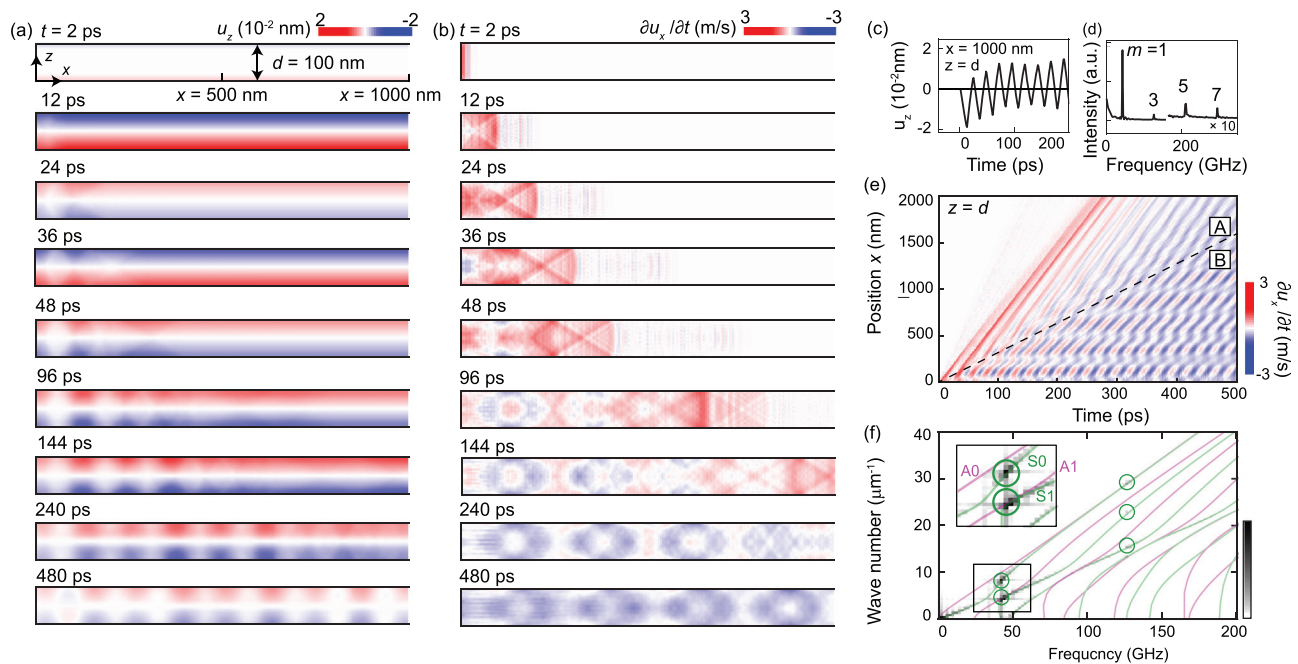 (a) t = 2 ps u_z (10⁻² nm) 2 -2
z
x
d = 100 nm
x = 500 nm x = 1000 nm
12 ps
24 ps
36 ps
48 ps
96 ps
144 ps
240 ps
480 ps
(b) t = 2 ps ∂u_x/∂t (m/s) 3 -3
12 ps
24 ps
36 ps
48 ps
96 ps
144 ps
240 ps
480 ps
(c)
u_z (10⁻²nm)
2
0
-2
x = 1000 nm
z = d
0 100 200
Time (ps)
(d)
Intensity (a.u.)
m =1
3
5
7
× 10
200
Frequency (GHz)
(e)
z = d
Position x (nm)
2000
1500
1000
500
0
A
B
0 100 200 300 400 500
Time (ps)
3
-3
∂u_x/∂t (m/s)
(f)
Wave number (μm⁻¹)
40
30
20
10
0
A0
S0
A1
S1
0 50 100 150 200
Frequcncy (GHz)